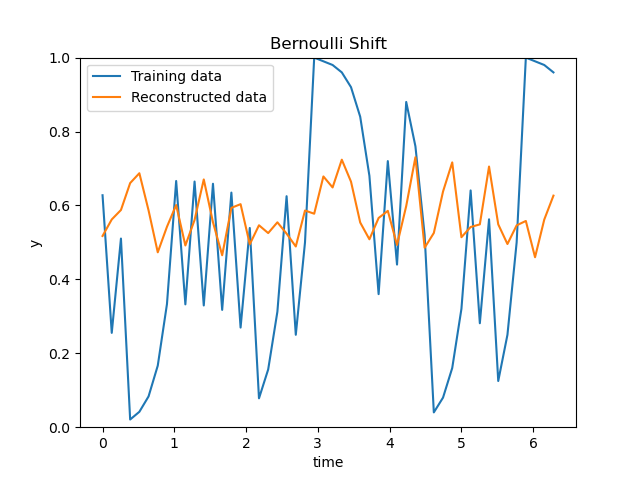 Bernoulli Shift
Training data
Reconstructed data
1.0
0.8
0.6
0.4
0.2
0.0
y
0 1 2 3 4 5 6
time